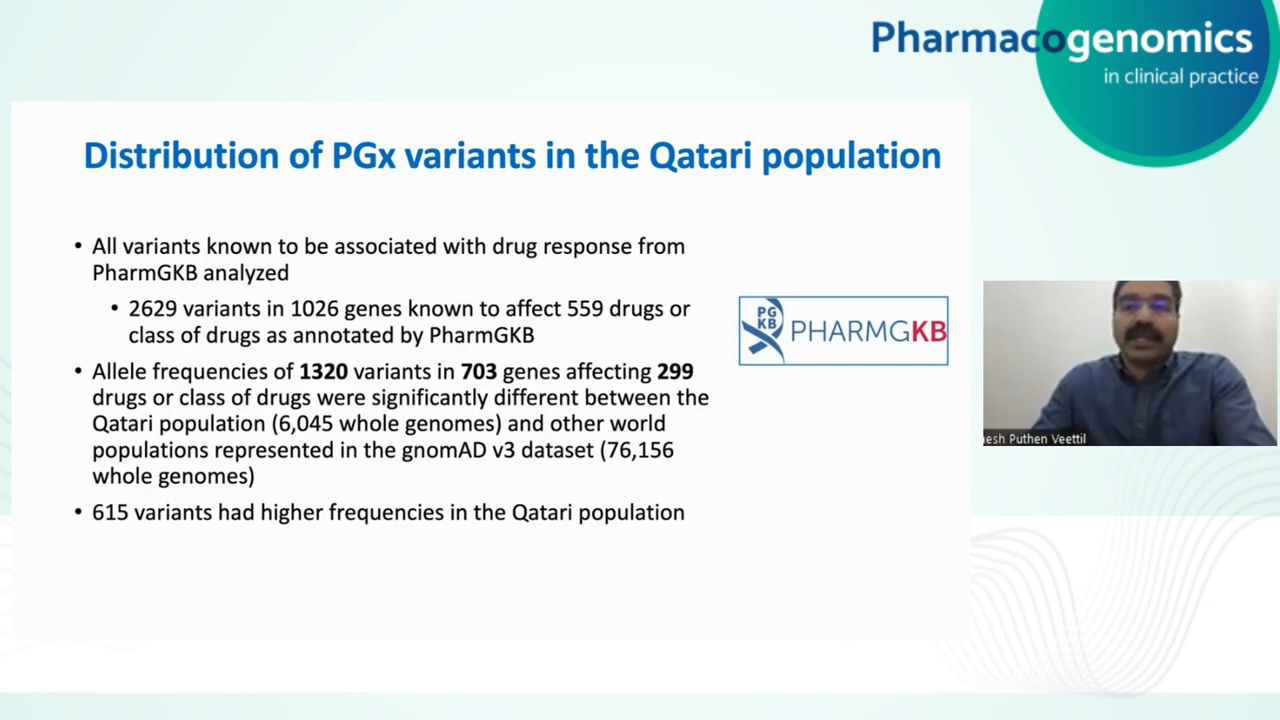 Pharmacogenomics
in clinical practice
Distribution of PGx variants in the Qatari population
• All variants known to be associated with drug response from
PharmGKB analyzed
• 2629 variants in 1026 genes known to affect 559 drugs or
class of drugs as annotated by PharmGKB
• Allele frequencies of 1320 variants in 703 genes affecting 299
drugs or class of drugs were significantly different between the
Qatari population (6,045 whole genomes) and other world
populations represented in the gnomAD v3 dataset (76,156
whole genomes)
• 615 variants had higher frequencies in the Qatari population
PG
KB
PHARMGKB
Puthen Veettil